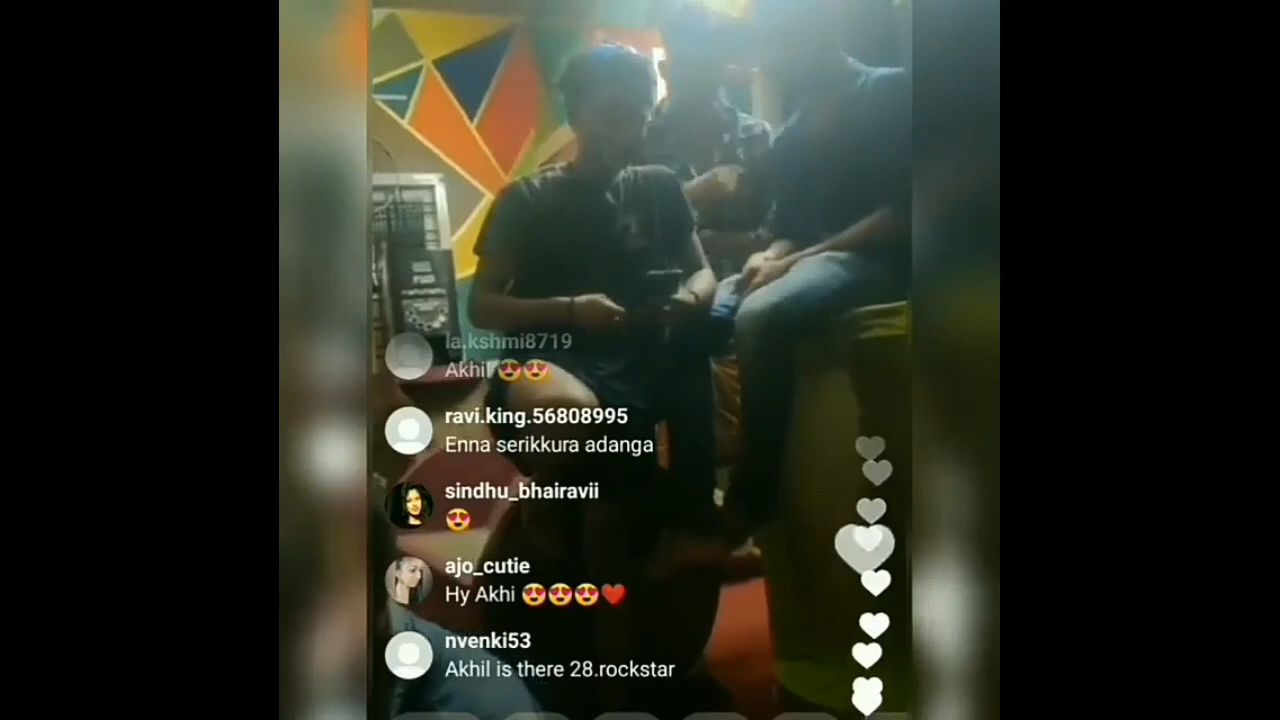 la.kshmi8719
Akhil 😍😍
ravi.king.56808995
Enna serikkura adanga
sindhu_bhairavii
😍
ajo_cutie
Hy Akhi 😍😍😍❤️
nvenki53
Akhil is there 28.rockstar